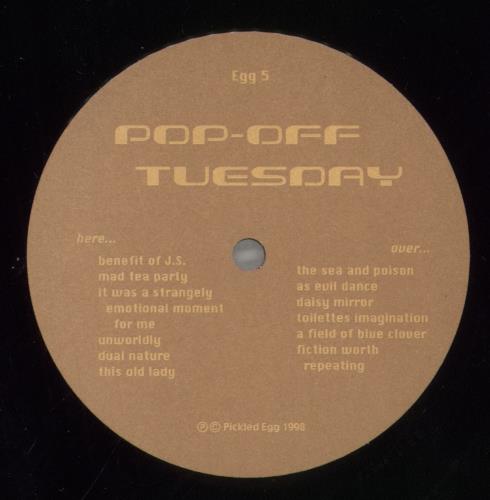 Egg 5
POP-OFF
TUESDAY
here...
benefit of J.S.
mad tea party
it was a strangely
emotional moment
for me
unworldly
dual nature
this old lady
over...
the sea and poison
as evil dance
daisy mirror
toilettes imagination
a field of blue clover
fiction worth
repeating
℗ © Pickled Egg 1998